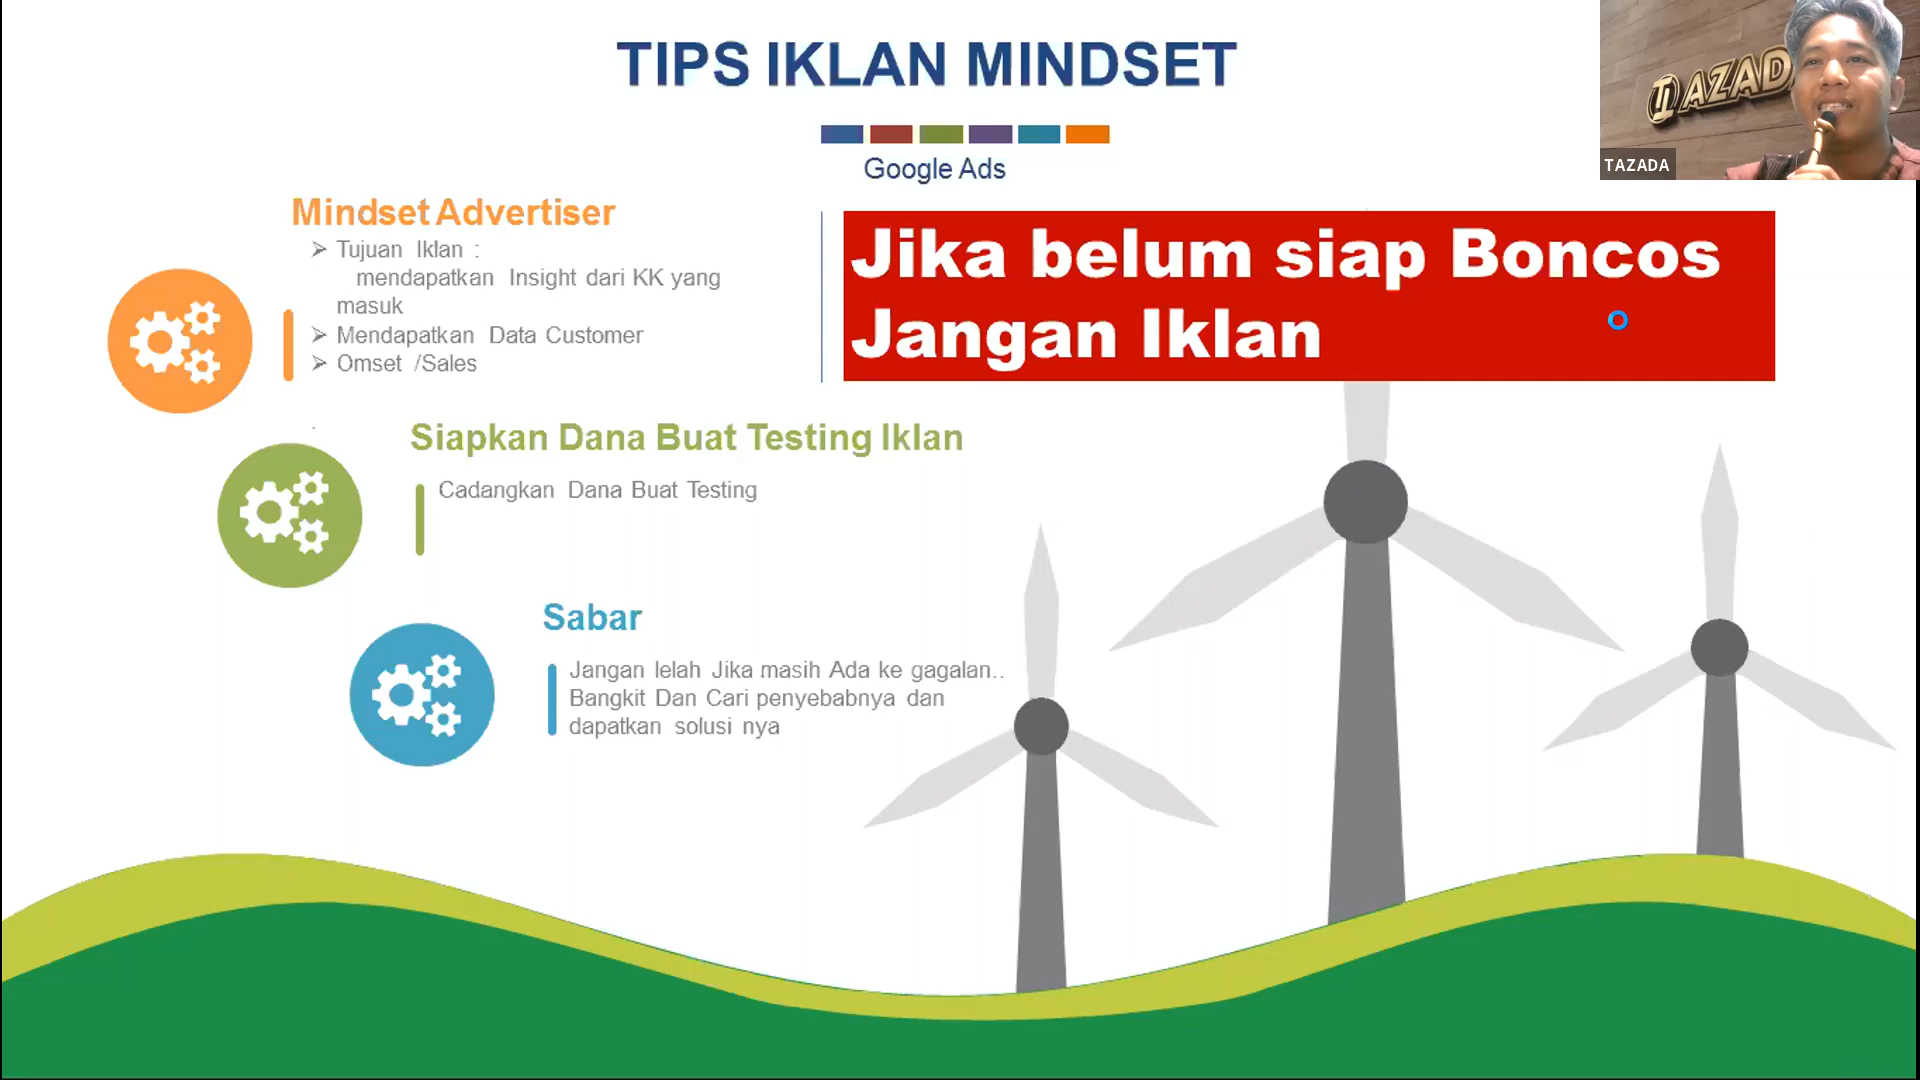 TIPS IKLAN MINDSET
Google Ads
AZAD
TAZADA
Mindset Advertiser
➢ Tujuan Iklan :
mendapatkan Insight dari KK yang
masuk
➢ Mendapatkan Data Customer
➢ Omset /Sales
Jika belum siap Boncos
Jangan Iklan
Siapkan Dana Buat Testing Iklan
Cadangkan Dana Buat Testing
Sabar
Jangan lelah Jika masih Ada ke gagalan..
Bangkit Dan Cari penyebabnya dan
dapatkan solusi nya